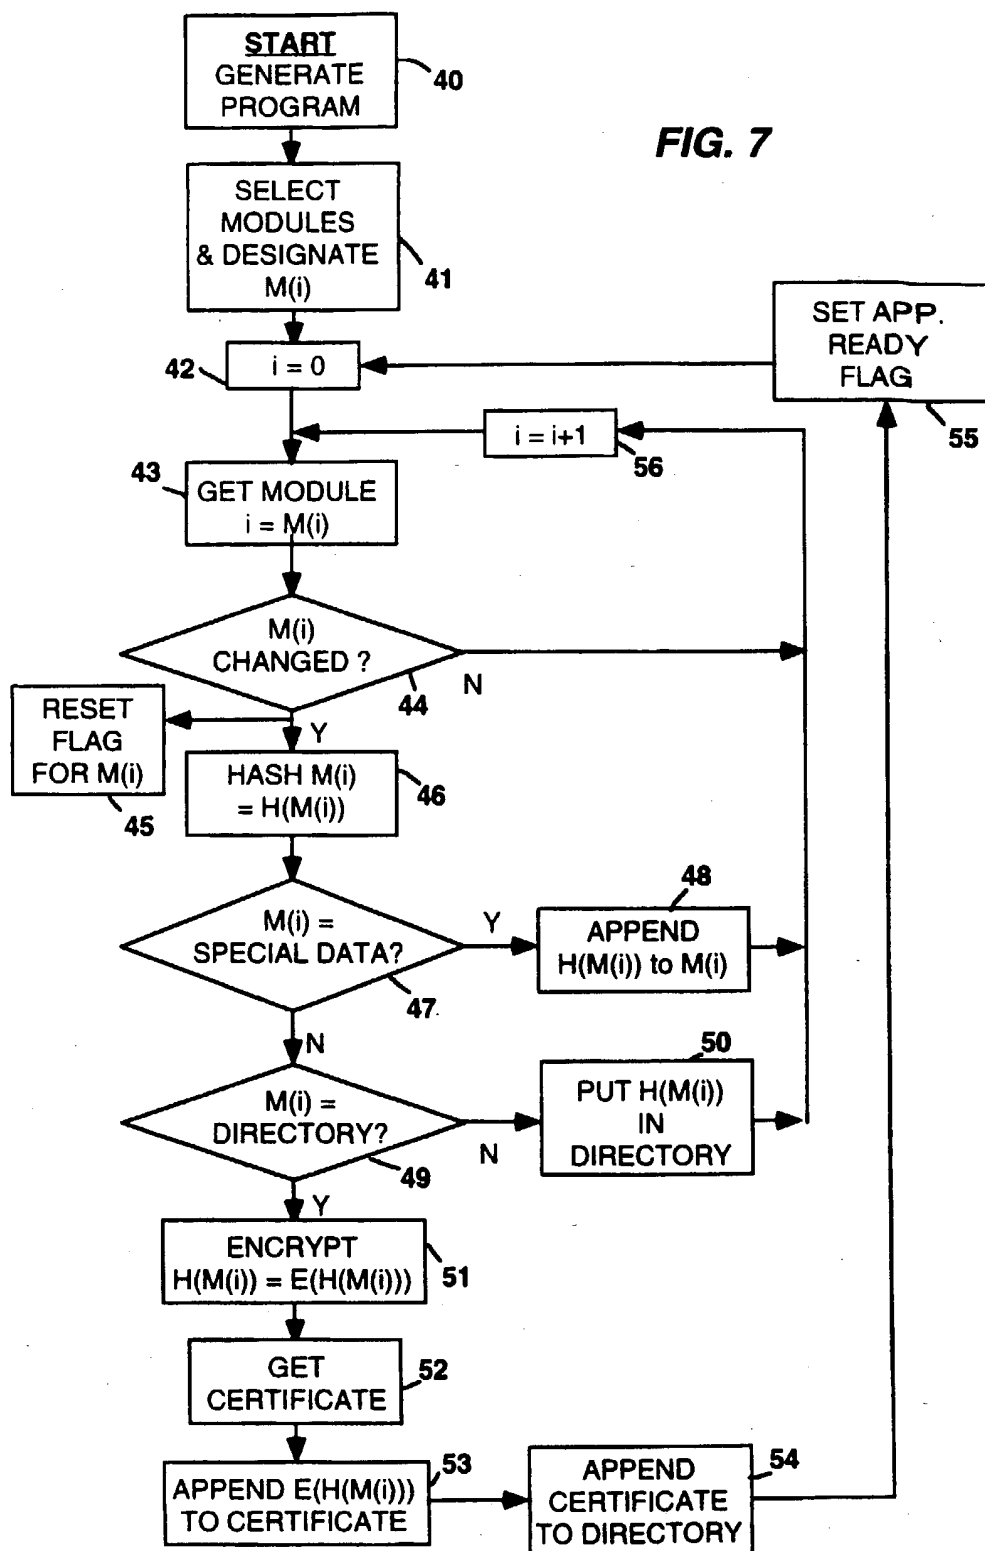 START
GENERATE
PROGRAM
40
FIG. 7
SELECT
MODULES
& DESIGNATE
M(i)
41
SET APP.
READY
FLAG
55
42
i = 0
i = i+1
56
43
GET MODULE
i = M(i)
M(i)
CHANGED ?
44
N
RESET
FLAG
FOR M(i)
45
Y
HASH M(i)
= H(M(i))
46
M(i) =
SPECIAL DATA?
47
Y
48
APPEND
H(M(i)) to M(i)
N
M(i) =
DIRECTORY?
49
N
50
PUT H(M(i))
IN
DIRECTORY
Y
ENCRYPT
H(M(i)) = E(H(M(i)))
51
GET
CERTIFICATE
52
APPEND E(H(M(i)))
TO CERTIFICATE
53
APPEND
CERTIFICATE
TO DIRECTORY
54